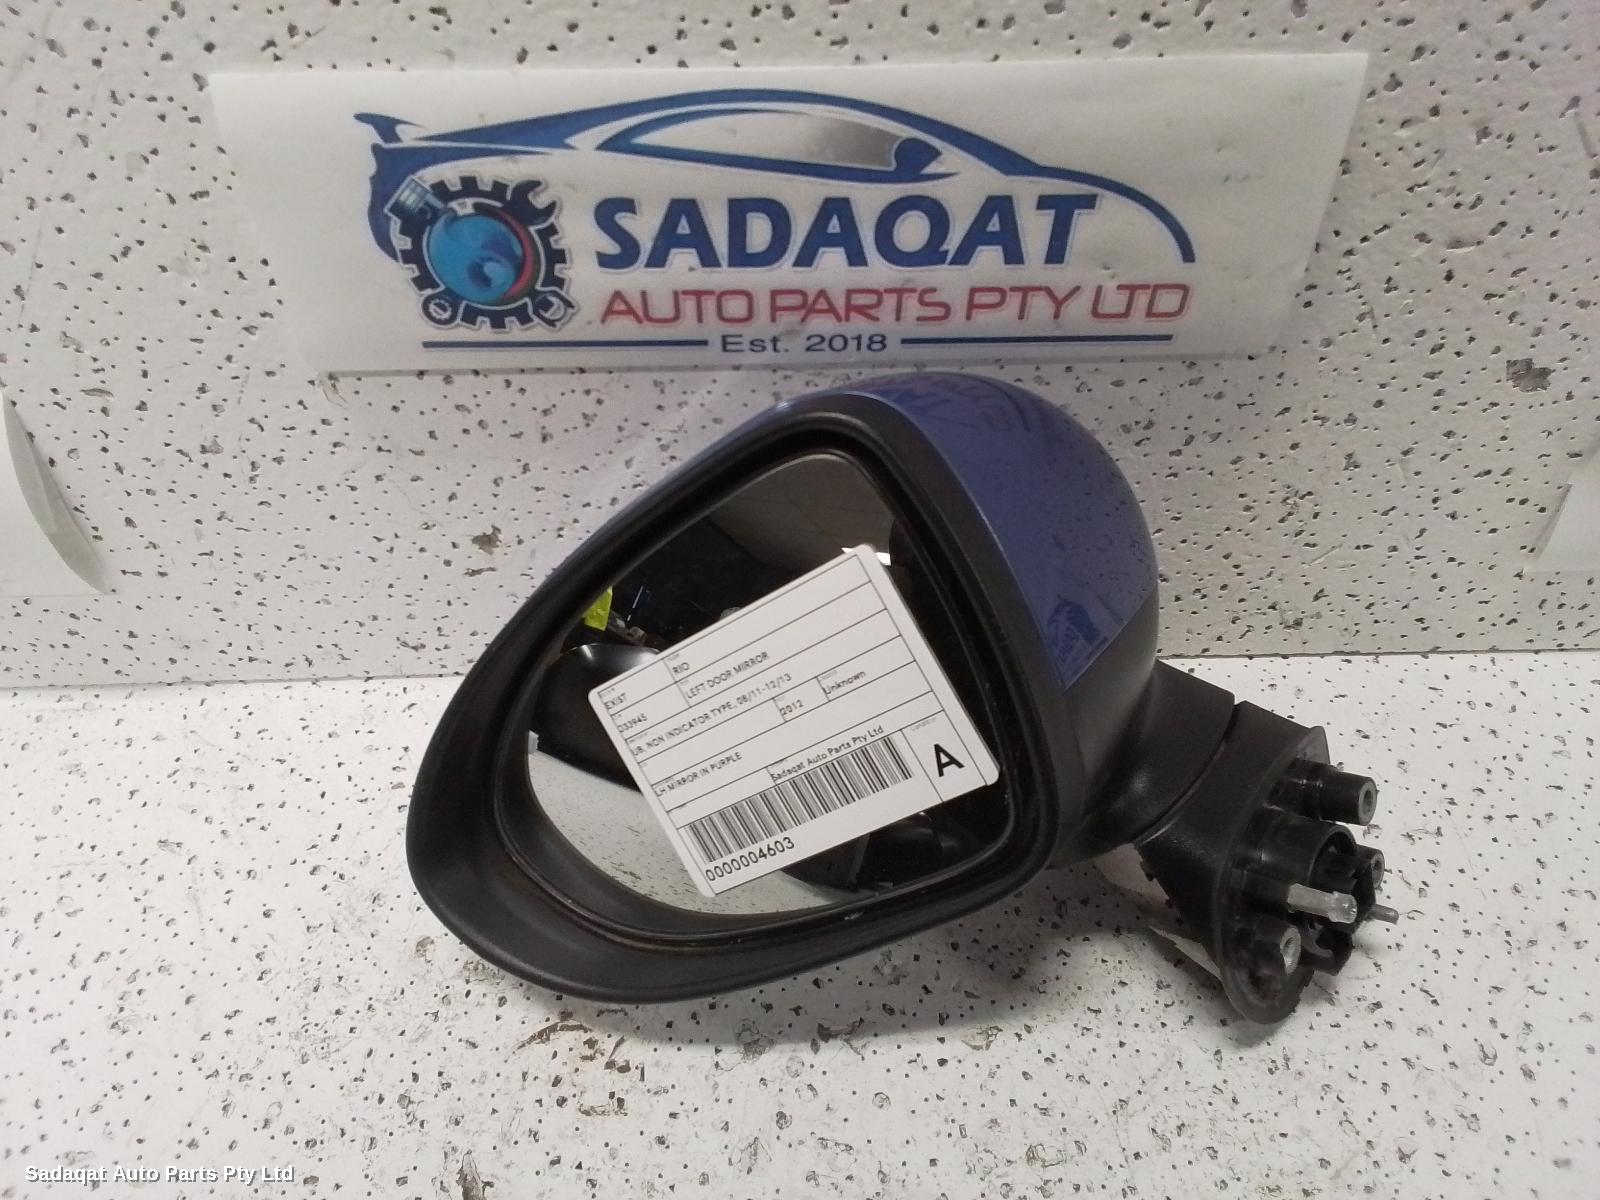 SADAQAT
AUTO PARTS PTY LTD
Est. 2018
RIO
EXIST
LEFT DOOR MIRROR
233945
UB, NON INDICATOR TYPE, 08/11-12/13
2012
Unknown
LH MIRROR IN PURPLE
Sadaqat Auto Parts Pty Ltd
A
0000004603
Sadaqat Auto Parts Pty Ltd